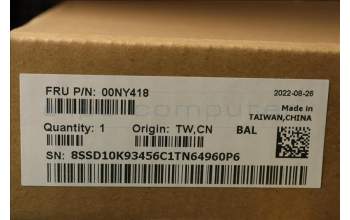 FRU P/N: 00NY418
2022-08-26
Made in
TAIWAN,CHINA
Quantity: 1 Origin: TW,CN BAL
SN: 8SSD10K93456C1TN64960P6